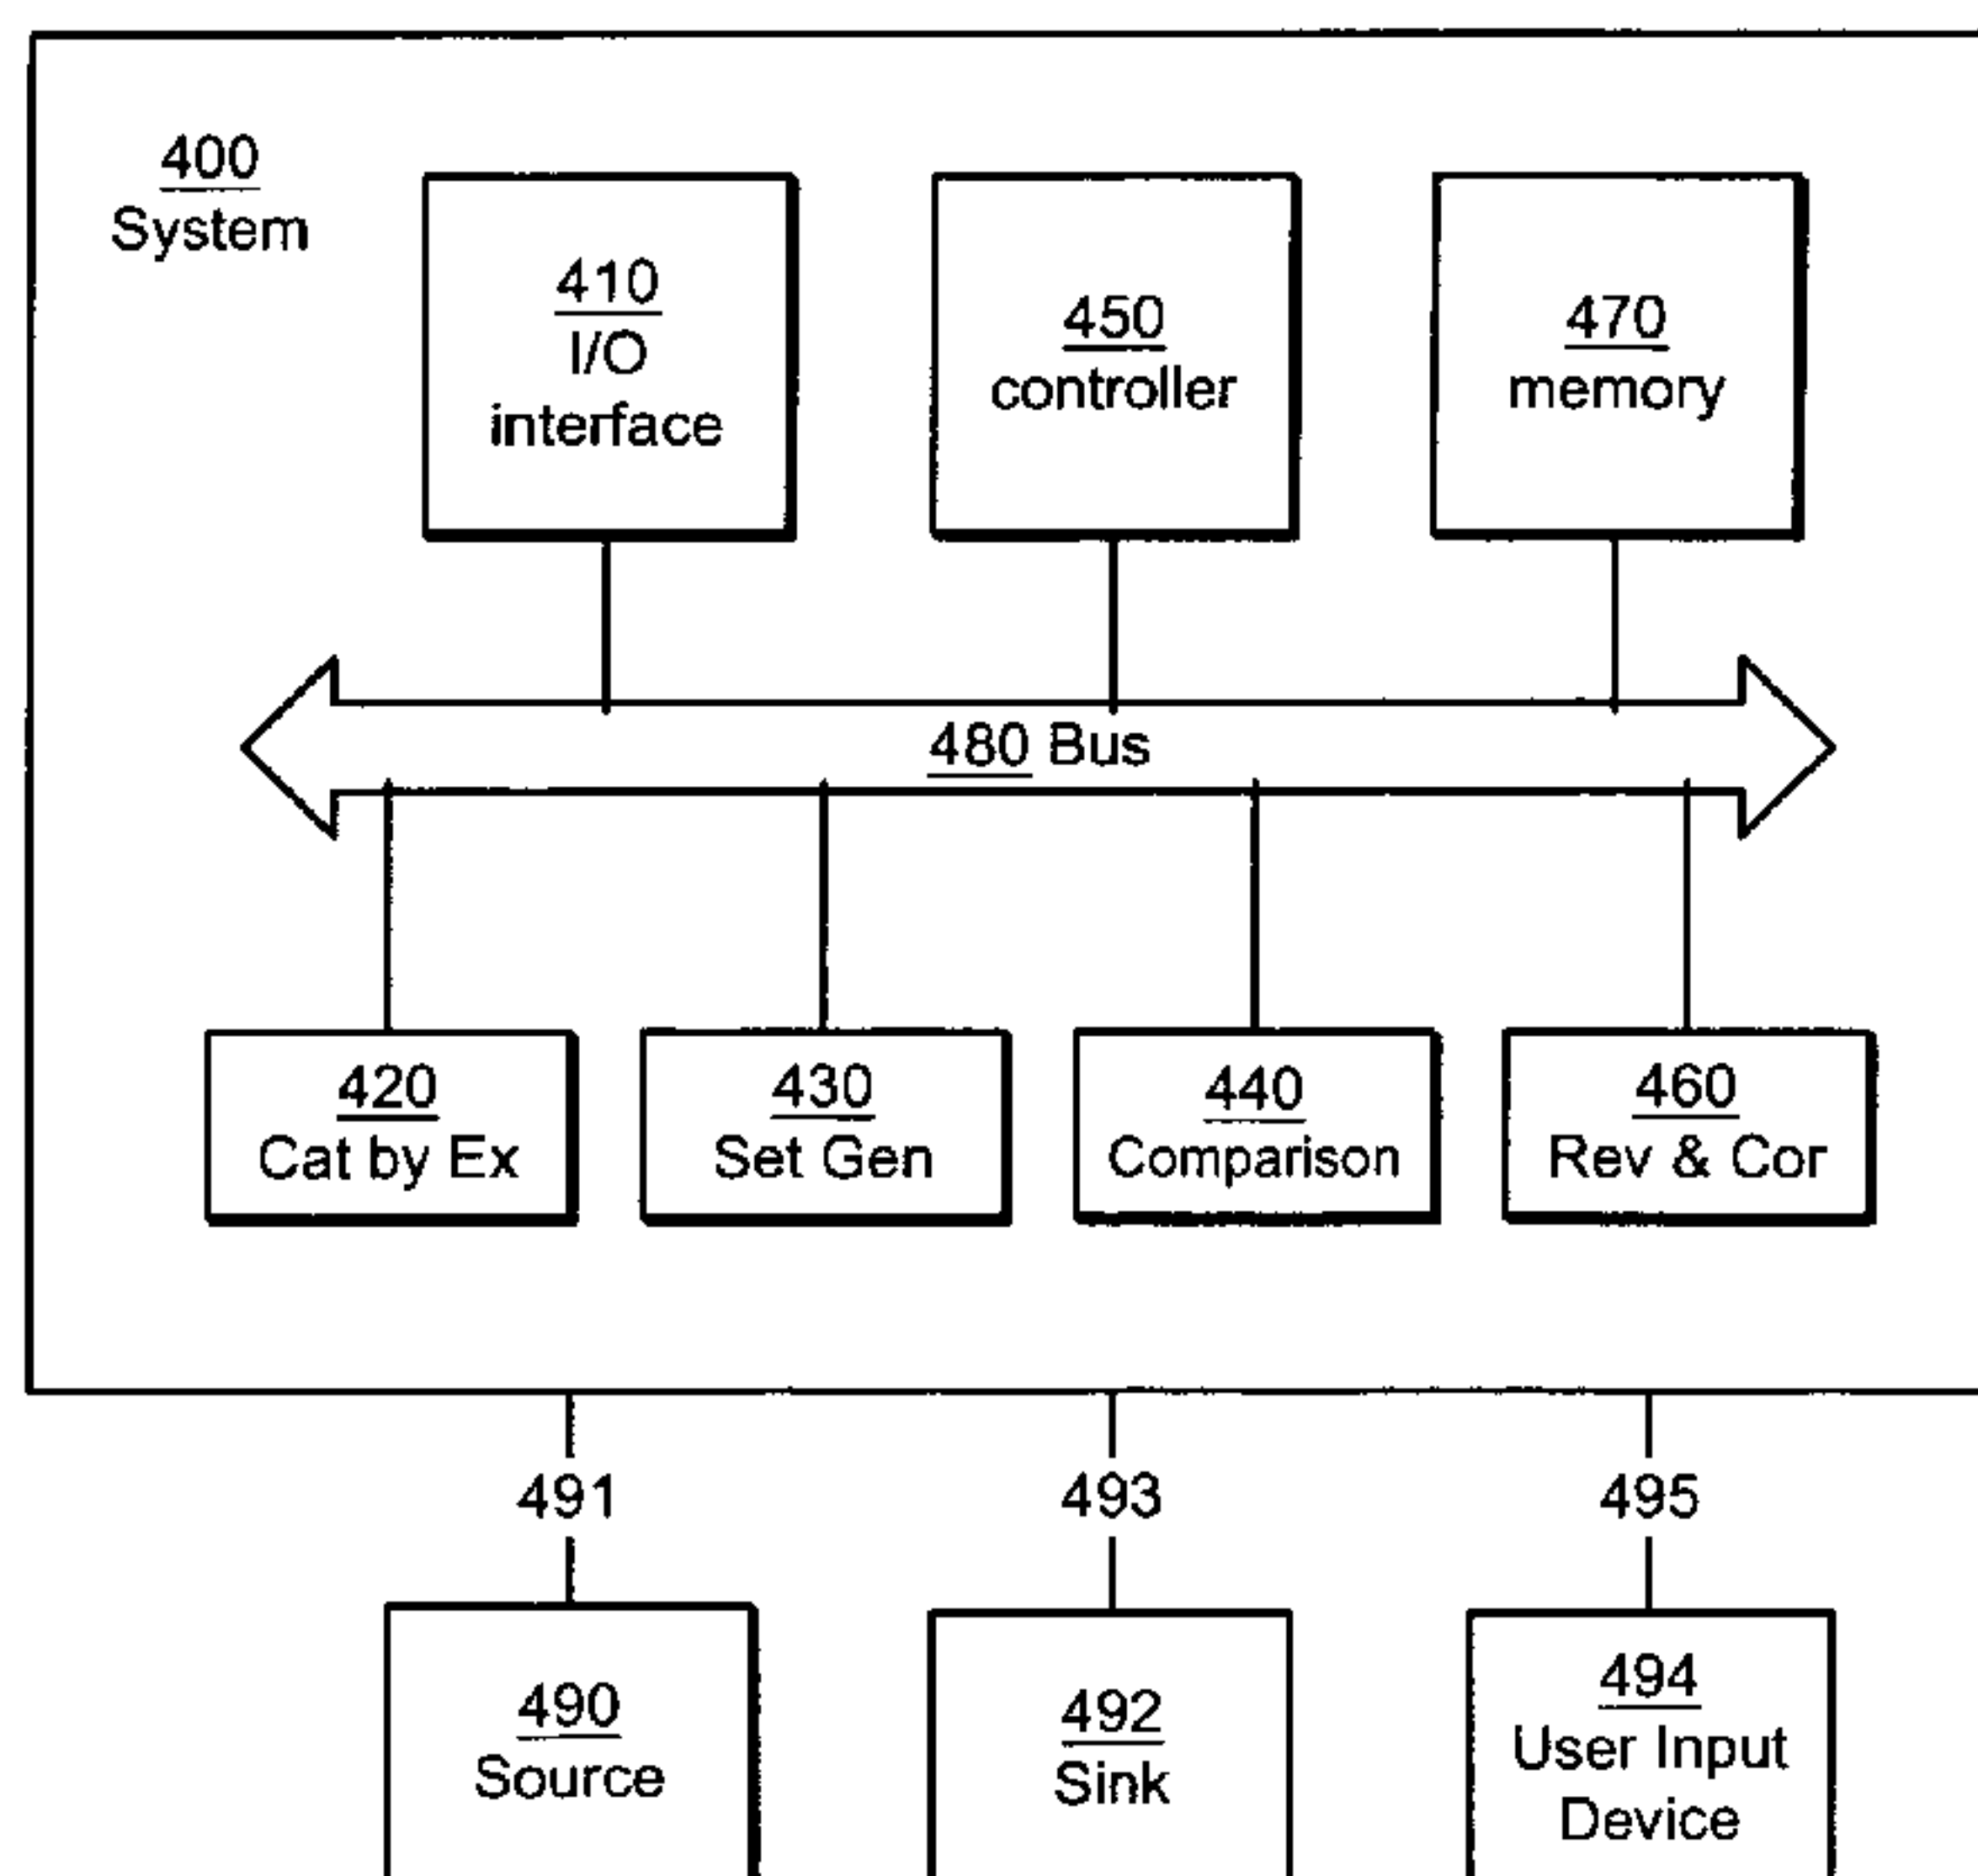 400
System
410
I/O
interface
450
controller
470
memory
480 Bus
420
Cat by Ex
430
Set Gen
440
Comparison
460
Rev & Cor
491
493
495
490
Source
492
Sink
494
User Input
Device